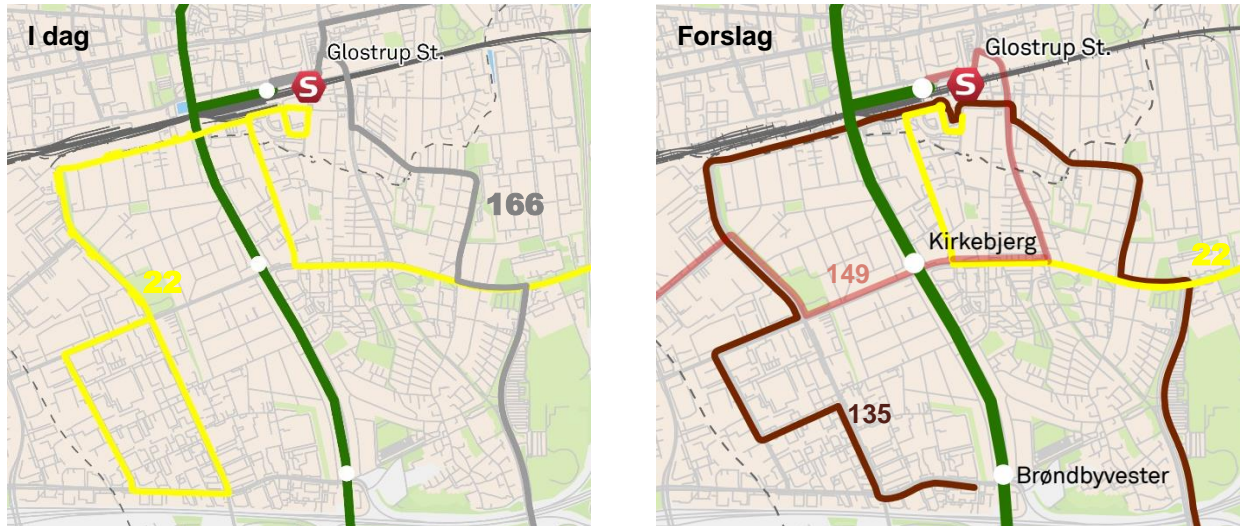 I dag
Glostrup St.
S
166
22
Forslag
Glostrup St.
S
Kirkebjerg
22
149
135
Brøndbyvester